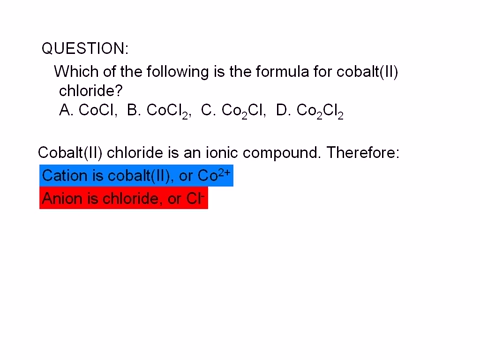 QUESTION:
Which of the following is the formula for cobalt(II)
chloride?
A. CoCl, B. CoCl₂, C. Co₂Cl, D. Co₂Cl₂
Cobalt(II) chloride is an ionic compound. Therefore:
Cation is cobalt(II), or Co²⁺
Anion is chloride, or Cl⁻